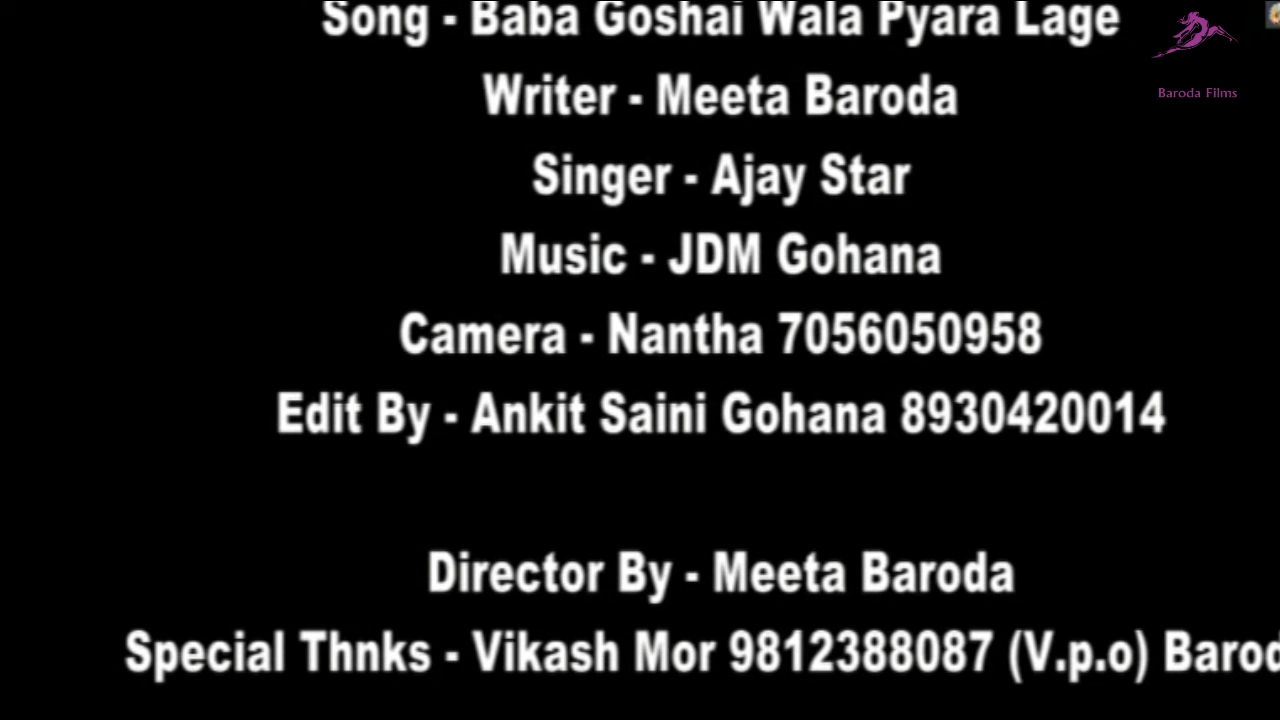 Song - Baba Goshai Wala Pyara Lage
Baroda Films
Writer - Meeta Baroda
Singer - Ajay Star
Music - JDM Gohana
Camera - Nantha 7056050958
Edit By - Ankit Saini Gohana 8930420014
Director By - Meeta Baroda
Special Thnks - Vikash Mor 9812388087 (V.p.o)